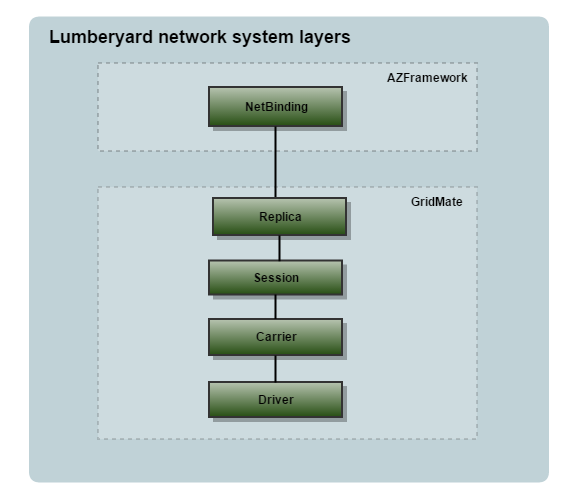 Lumberyard network system layers
AZFramework
NetBinding
GridMate
Replica
Session
Carrier
Driver